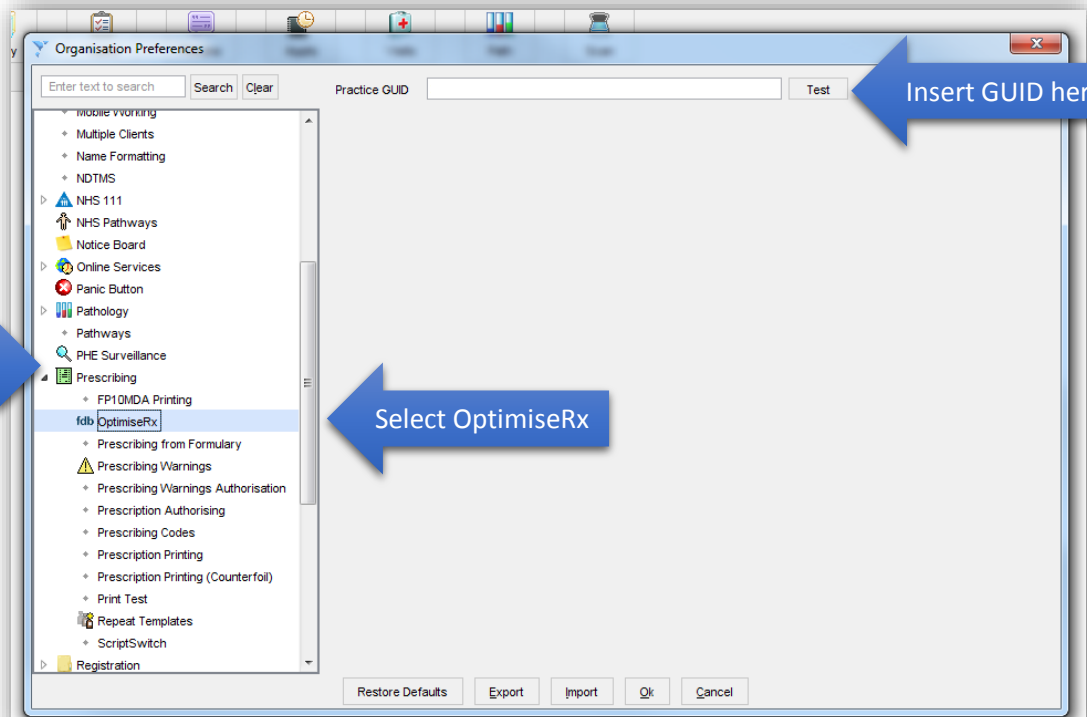 y
Organisation Preferences
Enter text to search Search Clear
Practice GUID Test
Insert GUID her
Mobile Working
Multiple Clients
Name Formatting
NDTMS
NHS 111
NHS Pathways
Notice Board
Online Services
Panic Button
Pathology
Pathways
PHE Surveillance
Prescribing
FP10MDA Printing
fdb OptimiseRx
Select OptimiseRx
Prescribing from Formulary
Prescribing Warnings
Prescribing Warnings Authorisation
Prescription Authorising
Prescribing Codes
Prescription Printing
Prescription Printing (Counterfoil)
Print Test
Repeat Templates
ScriptSwitch
Registration
Restore Defaults Export Import Ok Cancel